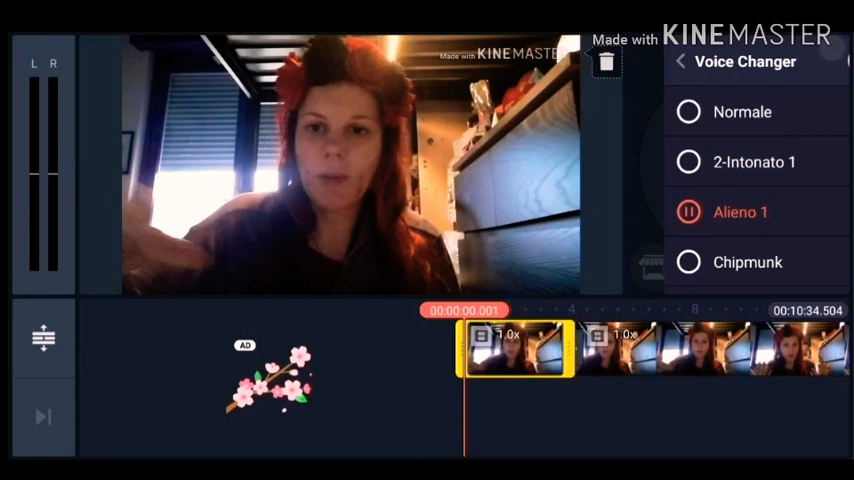 Made with KINEMASTER
Made with KINEMASTER
Voice Changer
L R
Normale
2-Intonato 1
Alieno 1
Chipmunk
00:00:00.001
4
8
00:10:34.504
AD
1.0x
1.0x